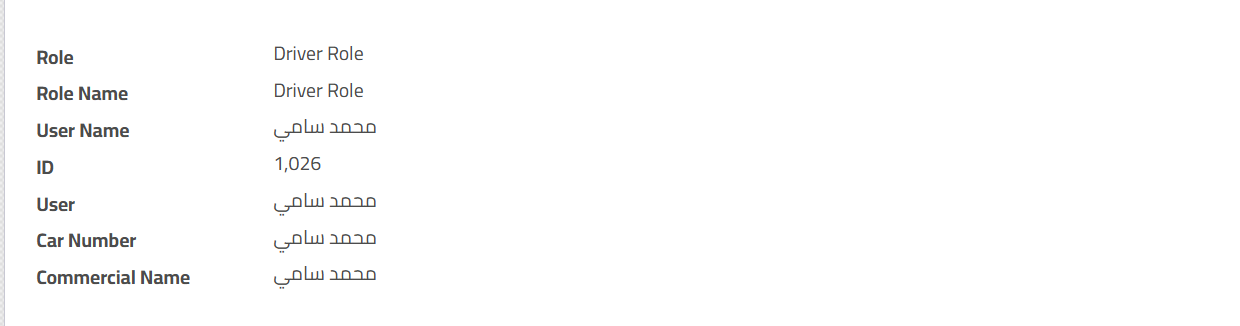 Role Driver Role
Role Name Driver Role
User Name محمد سامي
ID 1,026
User محمد سامي
Car Number محمد سامي
Commercial Name محمد سامي